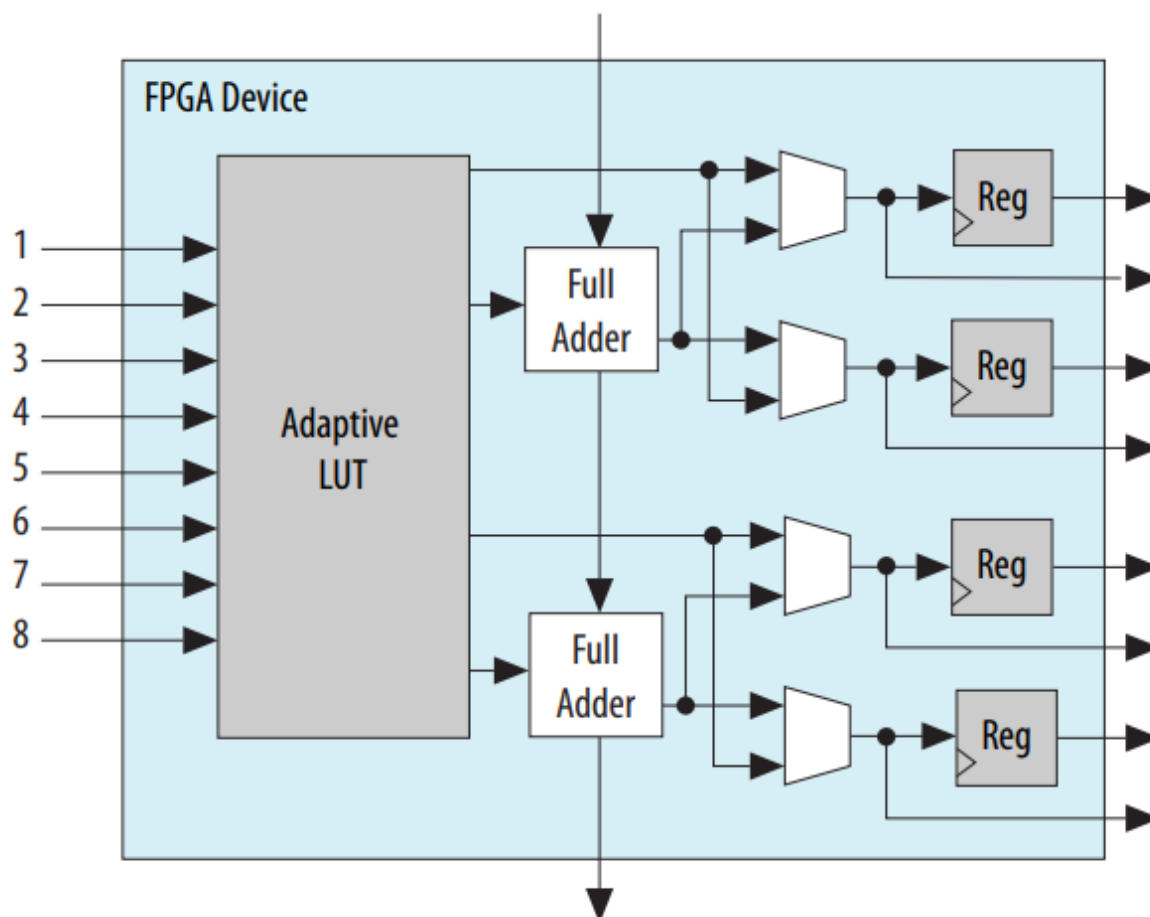 FPGA Device
1
2
3
4
5
6
7
8
Adaptive
LUT
Full
Adder
Full
Adder
Reg
Reg
Reg
Reg